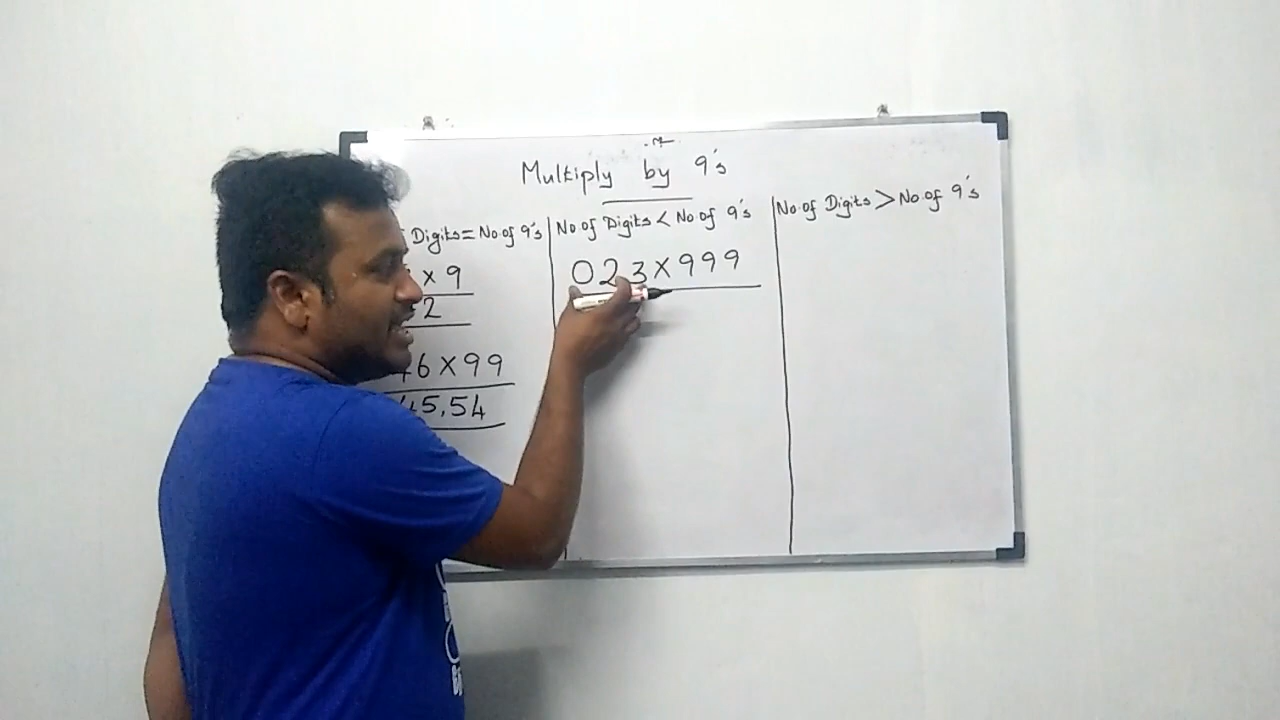 Multiply by 9's
Digits = No. of 9's
× 9
2
46 × 99
45,54
No. of Digits < No. of 9's
023 × 999
No. of Digits > No. of 9's